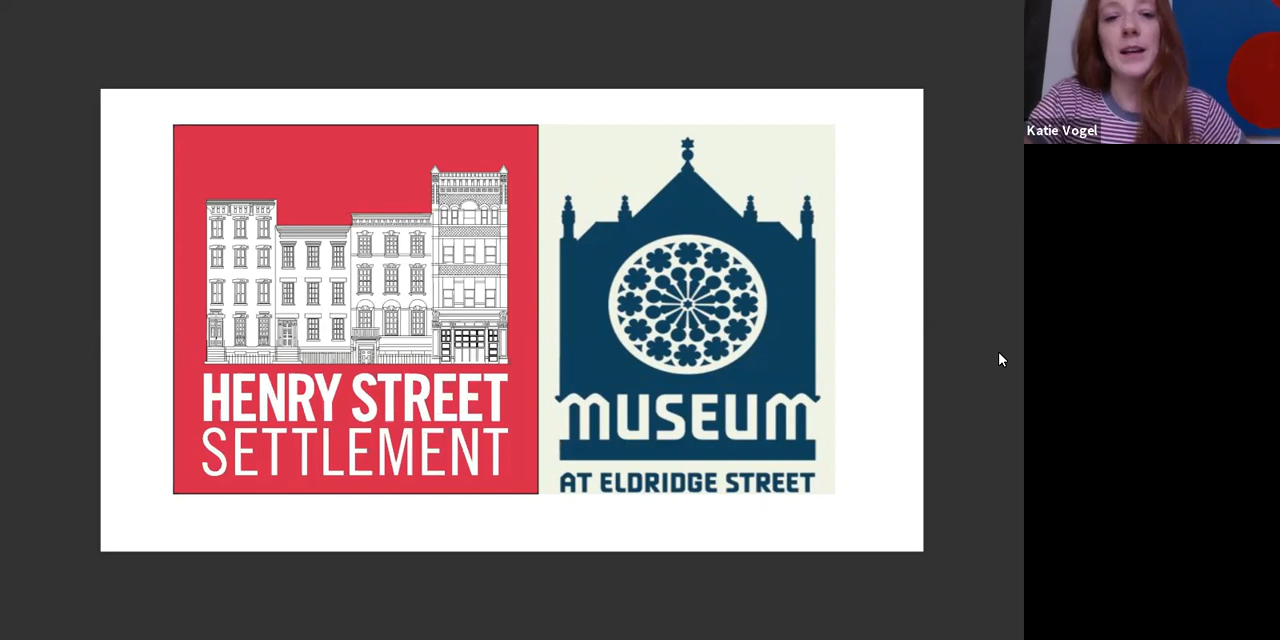 HENRY STREET
SETTLEMENT
MUSEUM
AT ELDRIDGE STREET
Katie Vogel